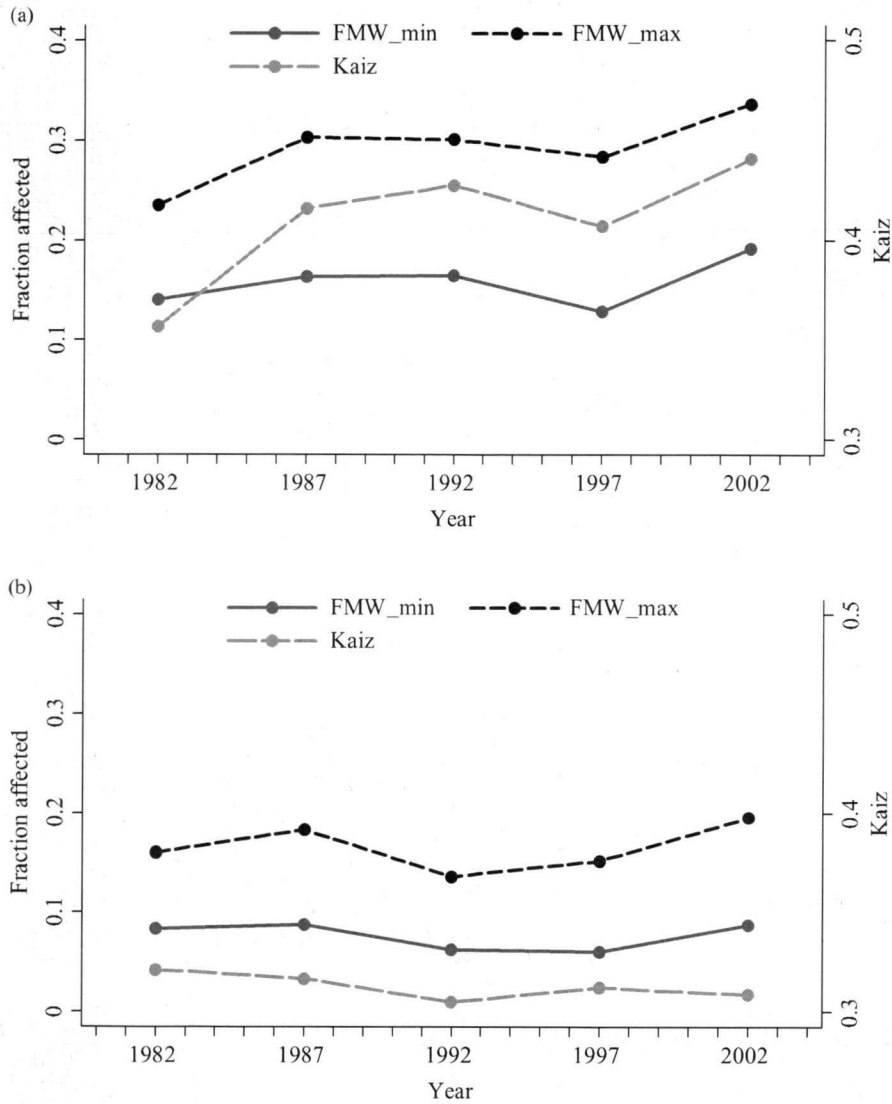 (a)
FMW_min FMW_max
Kaiz
0.4
0.3
0.2
0.1
0
Fraction affected
0.5
0.4
0.3
Kaiz
1982 1987 1992 1997 2002
Year
(b)
FMW_min FMW_max
Kaiz
0.4
0.3
0.2
0.1
0
Fraction affected
0.5
0.4
0.3
Kaiz
1982 1987 1992 1997 2002
Year